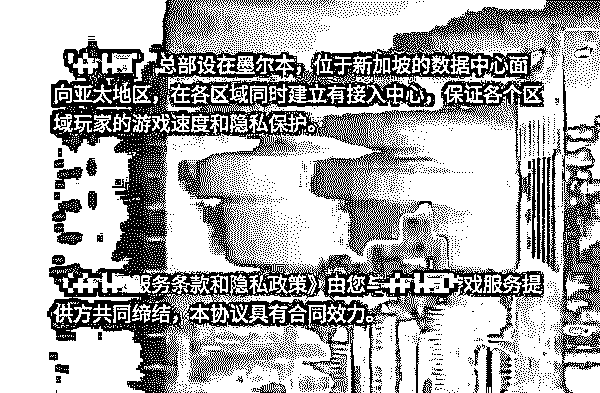 总部设在墨尔本，位于新加坡的数据中心面
向亚太地区，在各区域同时建立有接入中心，保证各个区
域玩家的游戏速度和隐私保护。
服务条款和隐私政策》由您与 戏服务提
供方共同缔结，本协议具有合同效力。